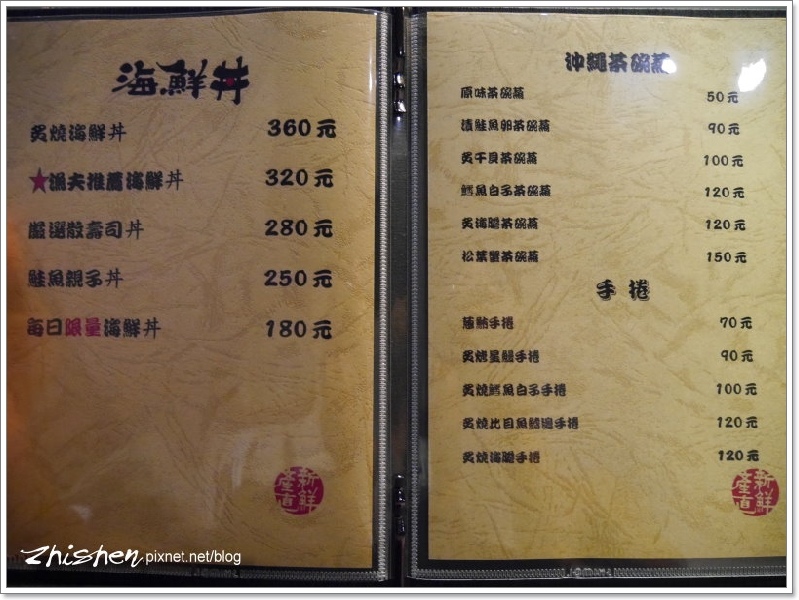 海鮮丼
炙燒海鮮丼 360元
★漁夫推薦海鮮丼 320元
嚴選散壽司丼 280元
鮭魚親子丼 250元
每日限量海鮮丼 180元
沖繩茶碗蒸
原味茶碗蒸 50元
漬鮭魚卵茶碗蒸 90元
炙干貝茶碗蒸 100元
鱈魚白子茶碗蒸 120元
炙海膽茶碗蒸 120元
松葉蟹茶碗蒸 150元
手捲
蔥鮪手捲 70元
炙烤星鰻手捲 90元
炙燒鱈魚白子手捲 100元
炙燒比目魚鰭邊手捲 120元
炙燒海膽手捲 120元
新鮮產直
新鮮產直
zhishen pixnet.net/blog